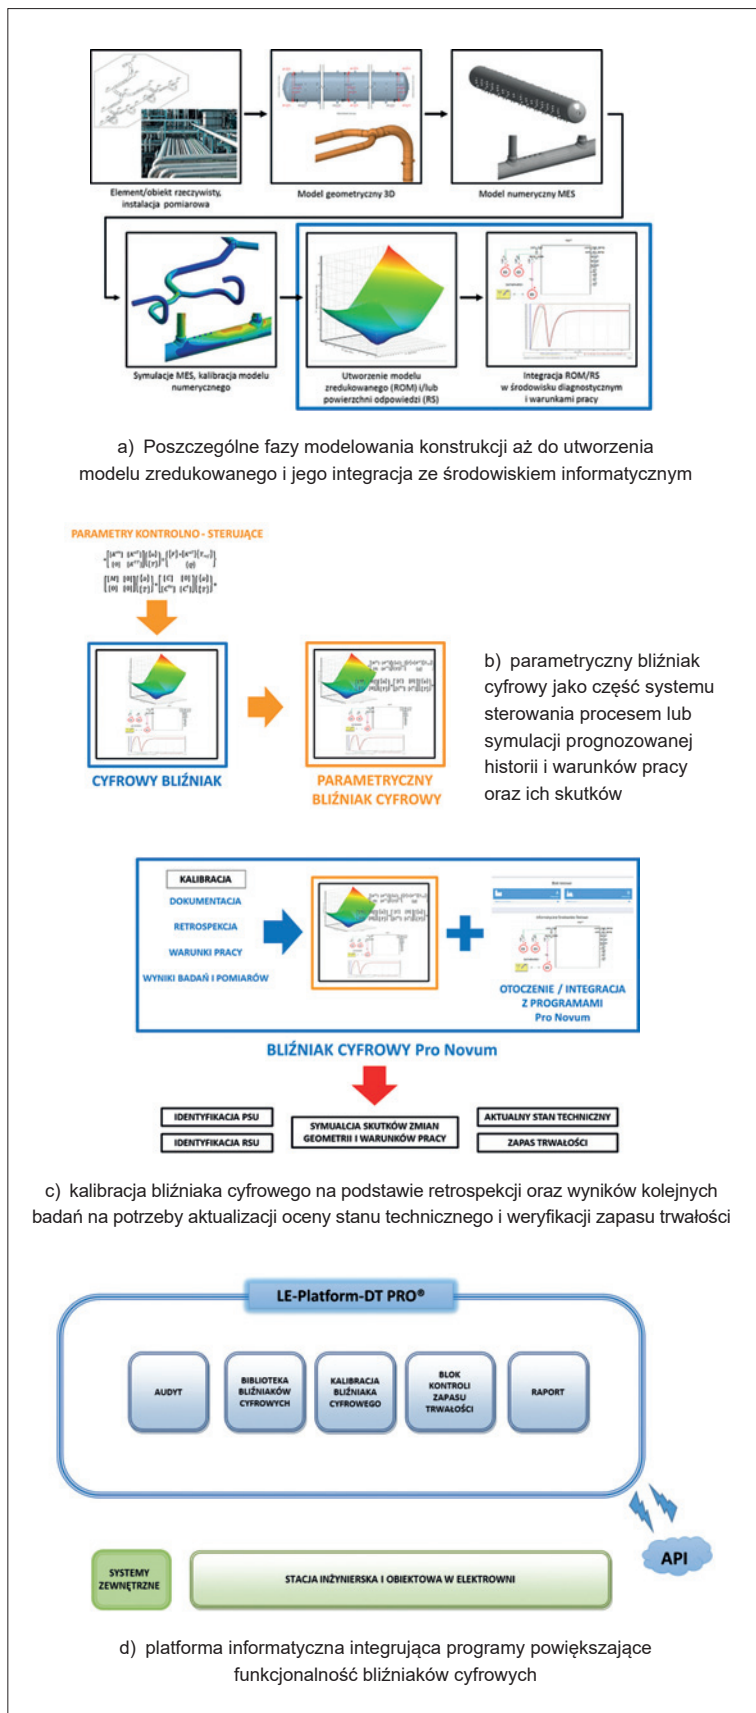 Element/obiekt rzeczywisty,
instalacja pomiarowa
Model geometryczny 3D
Model numeryczny MES
Symulacje MES, kalibracja modelu
numerycznego
Utworzenie modelu
zredukowanego (ROM) i/lub
powierzchni odpowiedzi (RS)
Integracja ROM/RS
w środowisku diagnostycznym
i warunkami pracy
a) Poszczególne fazy modelowania konstrukcji aż do utworzenia
modelu zredukowanego i jego integracja ze środowiskiem informatycznym
PARAMETRY KONTROLNO - STERUJĄCE
CYFROWY BLIŹNIAK
PARAMETRYCZNY
BLIŹNIAK CYFROWY
b) parametryczny bliźniak
cyfrowy jako część systemu
sterowania procesem lub
symulacji prognozowanej
historii i warunków pracy
oraz ich skutków
KALIBRACJA
DOKUMENTACJA
RETROSPEKCJA
WARUNKI PRACY
WYNIKI BADAŃ I POMIARÓW
OTOCZENIE / INTEGRACJA
Z PROGRAMAMI
Pro Novum
BLIŹNIAK CYFROWY Pro Novum
IDENTYFIKACJA PSU
IDENTYFIKACJA RSU
SYMUALCJA SKUTKÓW ZMIAN
GEOMETRII I WARUNKÓW PRACY
AKTUALNY STAN TECHNICZNY
ZAPAS TRWAŁOŚCI
c) kalibracja bliźniaka cyfrowego na podstawie retrospekcji oraz wyników kolejnych
badań na potrzeby aktualizacji oceny stanu technicznego i weryfikacji zapasu trwałości
LE-Platform-DT PRO®
AUDYT
BIBLIOTEKA
BLIŹNIAKÓW
CYFROWYCH
KALIBRACJA
BLIŹNIAKA
CYFROWEGO
BLOK
KONTROLI
ZAPASU
TRWAŁOŚCI
RAPORT
API
SYSTEMY
ZEWNĘTRZNE
STACJA INŻYNIERSKA I OBIEKTOWA W ELEKTROWNI
d) platforma informatyczna integrująca programy powiększające
funkcjonalność bliźniaków cyfrowych